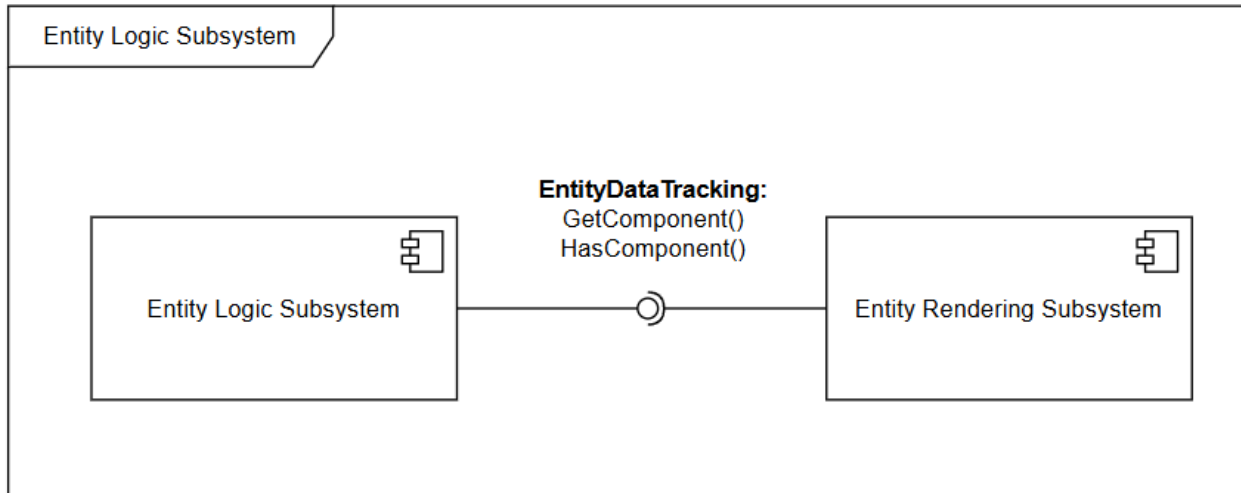 Entity Logic Subsystem
EntityDataTracking:
GetComponent()
HasComponent()
Entity Logic Subsystem
Entity Rendering Subsystem